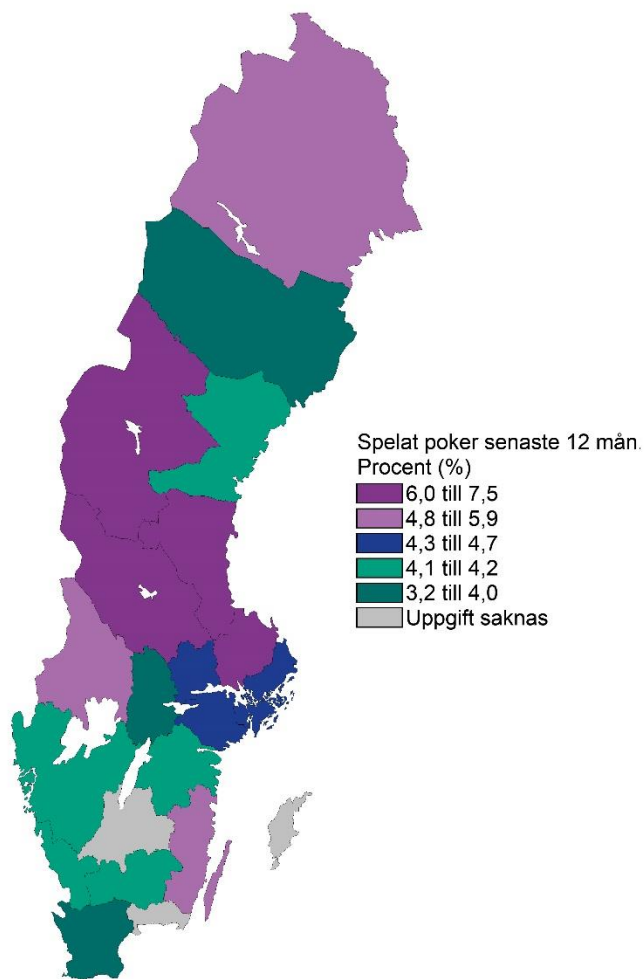 Spelat poker senaste 12 mån.
Procent (%)
6,0 till 7,5
4,8 till 5,9
4,3 till 4,7
4,1 till 4,2
3,2 till 4,0
Uppgift saknas